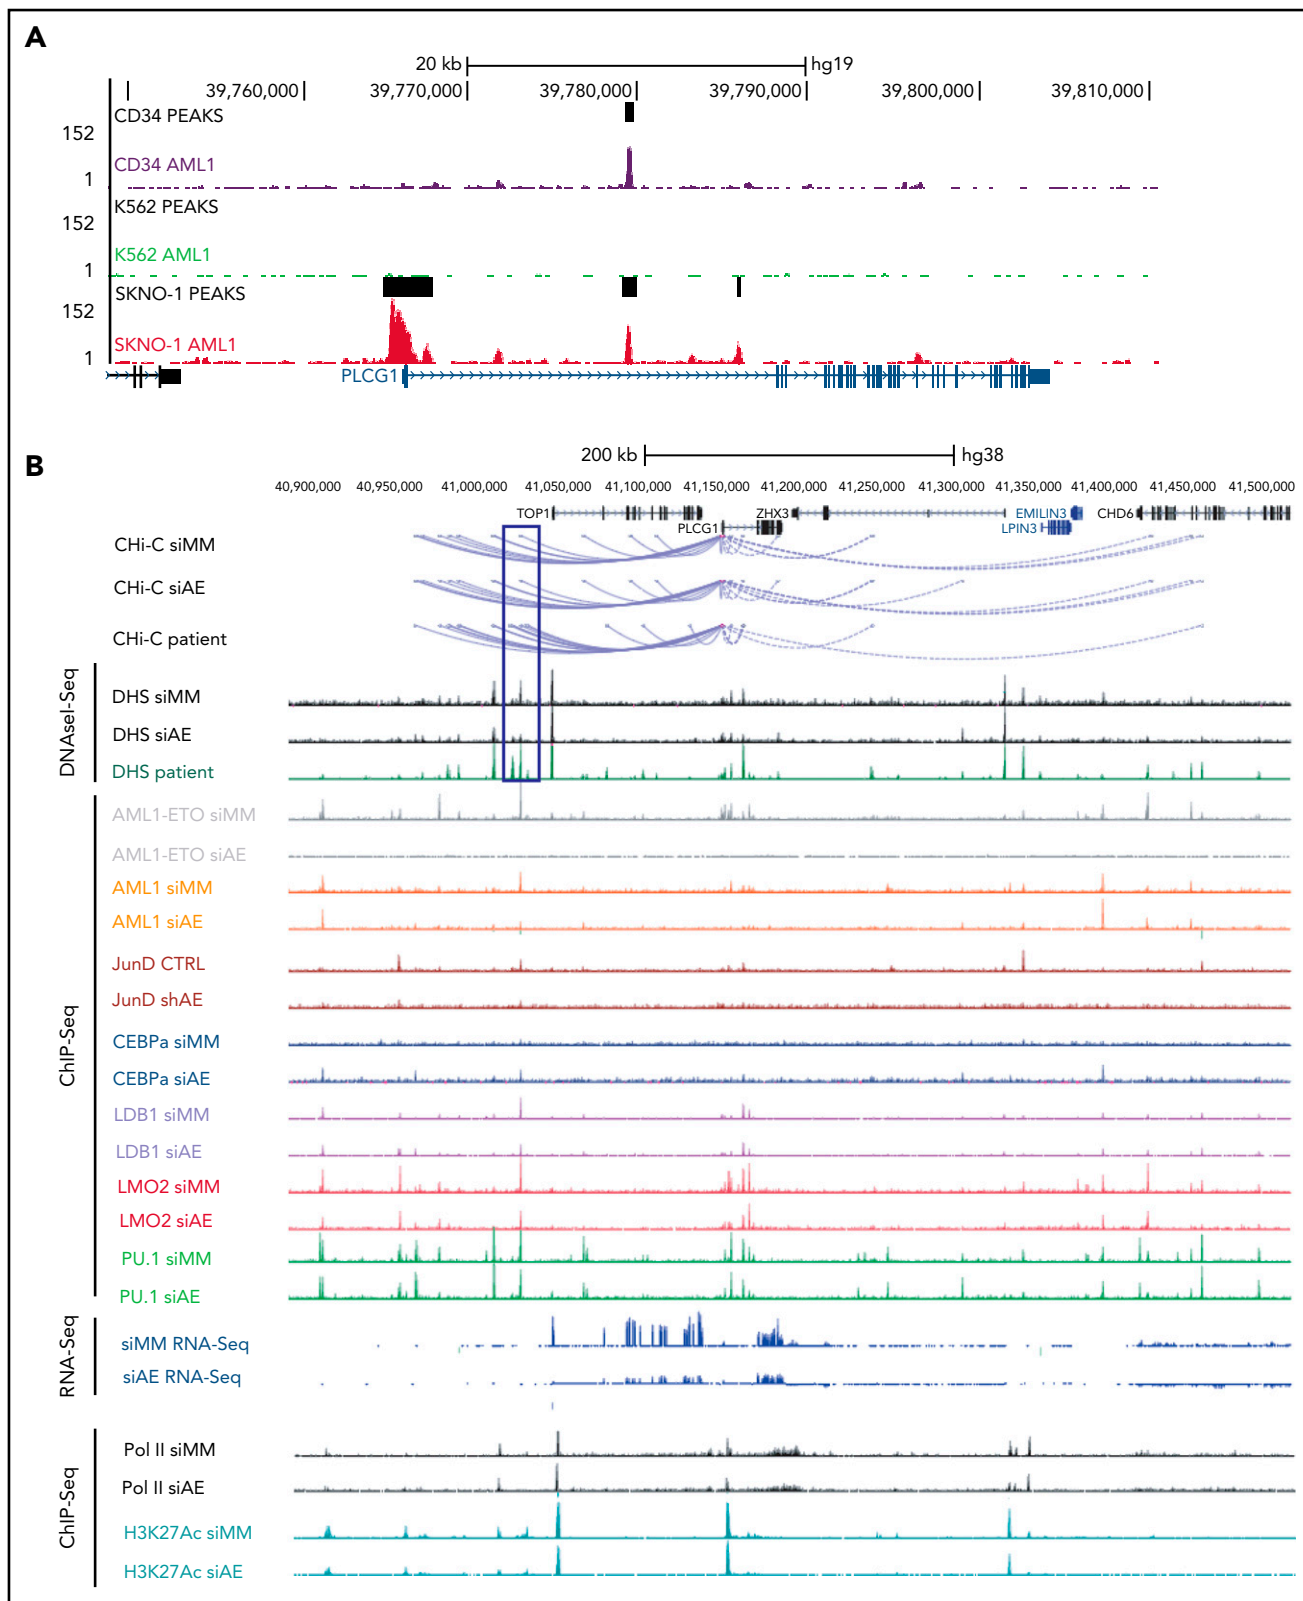 A
20 kb hg19
39,760,000 39,770,000 39,780,000 39,790,000 39,800,000 39,810,000
CD34 PEAKS
152
CD34 AML1
1
K562 PEAKS
152
K562 AML1
1
SKNO-1 PEAKS
152
SKNO-1 AML1
1
PLCG1
B
200 kb hg38
40,900,000 40,950,000 41,000,000 41,050,000 41,100,000 41,150,000 41,200,000 41,250,000 41,300,000 41,350,000 41,400,000 41,450,000 41,500,000
TOP1 ZHX3 EMILIN3 CHD6
PLCG1 LPIN3
CHi-C siMM
CHi-C siAE
CHi-C patient
DNAseI-Seq
DHS siMM
DHS siAE
DHS patient
ChIP-Seq
AML1-ETO siMM
AML1-ETO siAE
AML1 siMM
AML1 siAE
JunD CTRL
JunD shAE
CEBPa siMM
CEBPa siAE
LDB1 siMM
LDB1 siAE
LMO2 siMM
LMO2 siAE
PU.1 siMM
PU.1 siAE
RNA-Seq
siMM RNA-Seq
siAE RNA-Seq
ChIP-Seq
Pol II siMM
Pol II siAE
H3K27Ac siMM
H3K27Ac siAE